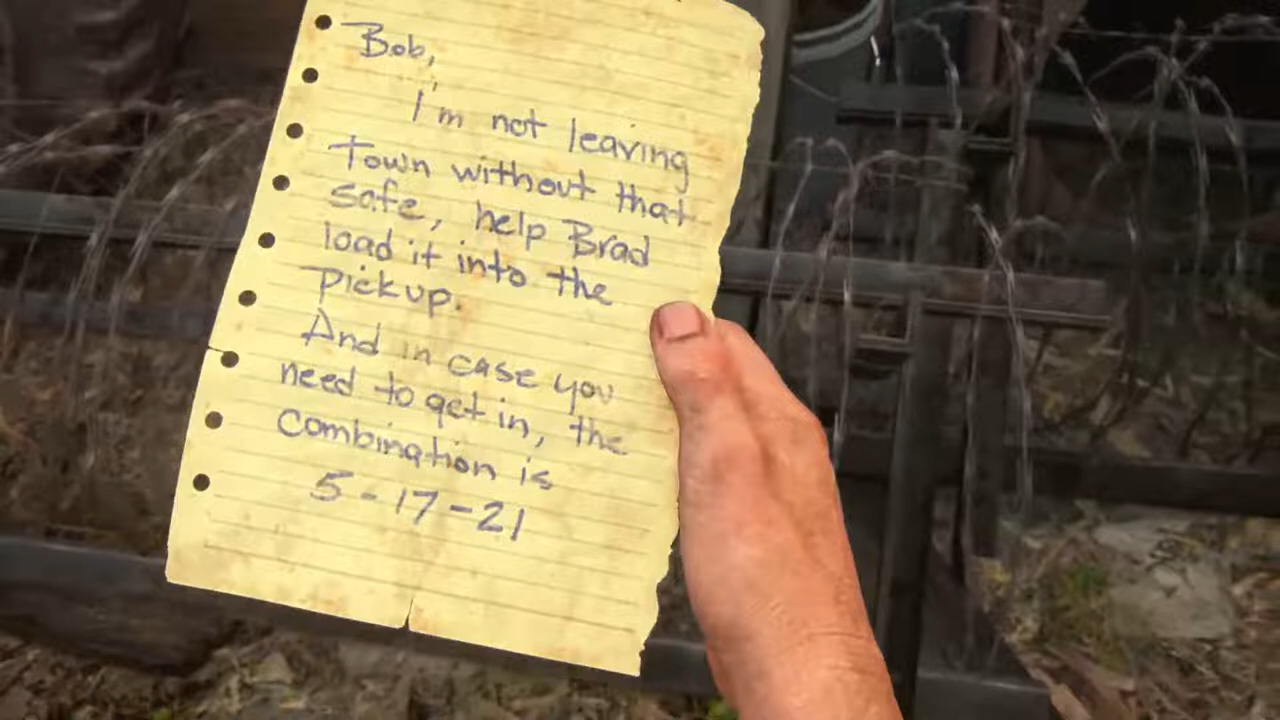 Bob,
I'm not leaving
Town without that
safe, help Brad
load it into the
Pickup.
And in case you
need to get in, the
Combination is
5-17-21